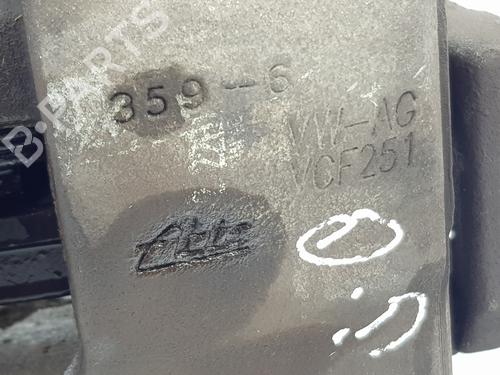 B-PARTS
359-6
VW-AG
VCF251
Ate